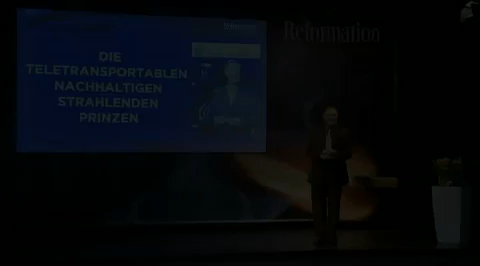 DIE
TELETRANSPORTABLEN
NACHHALTIGEN
STRAHLENDEN
PRINZEN
Reformation